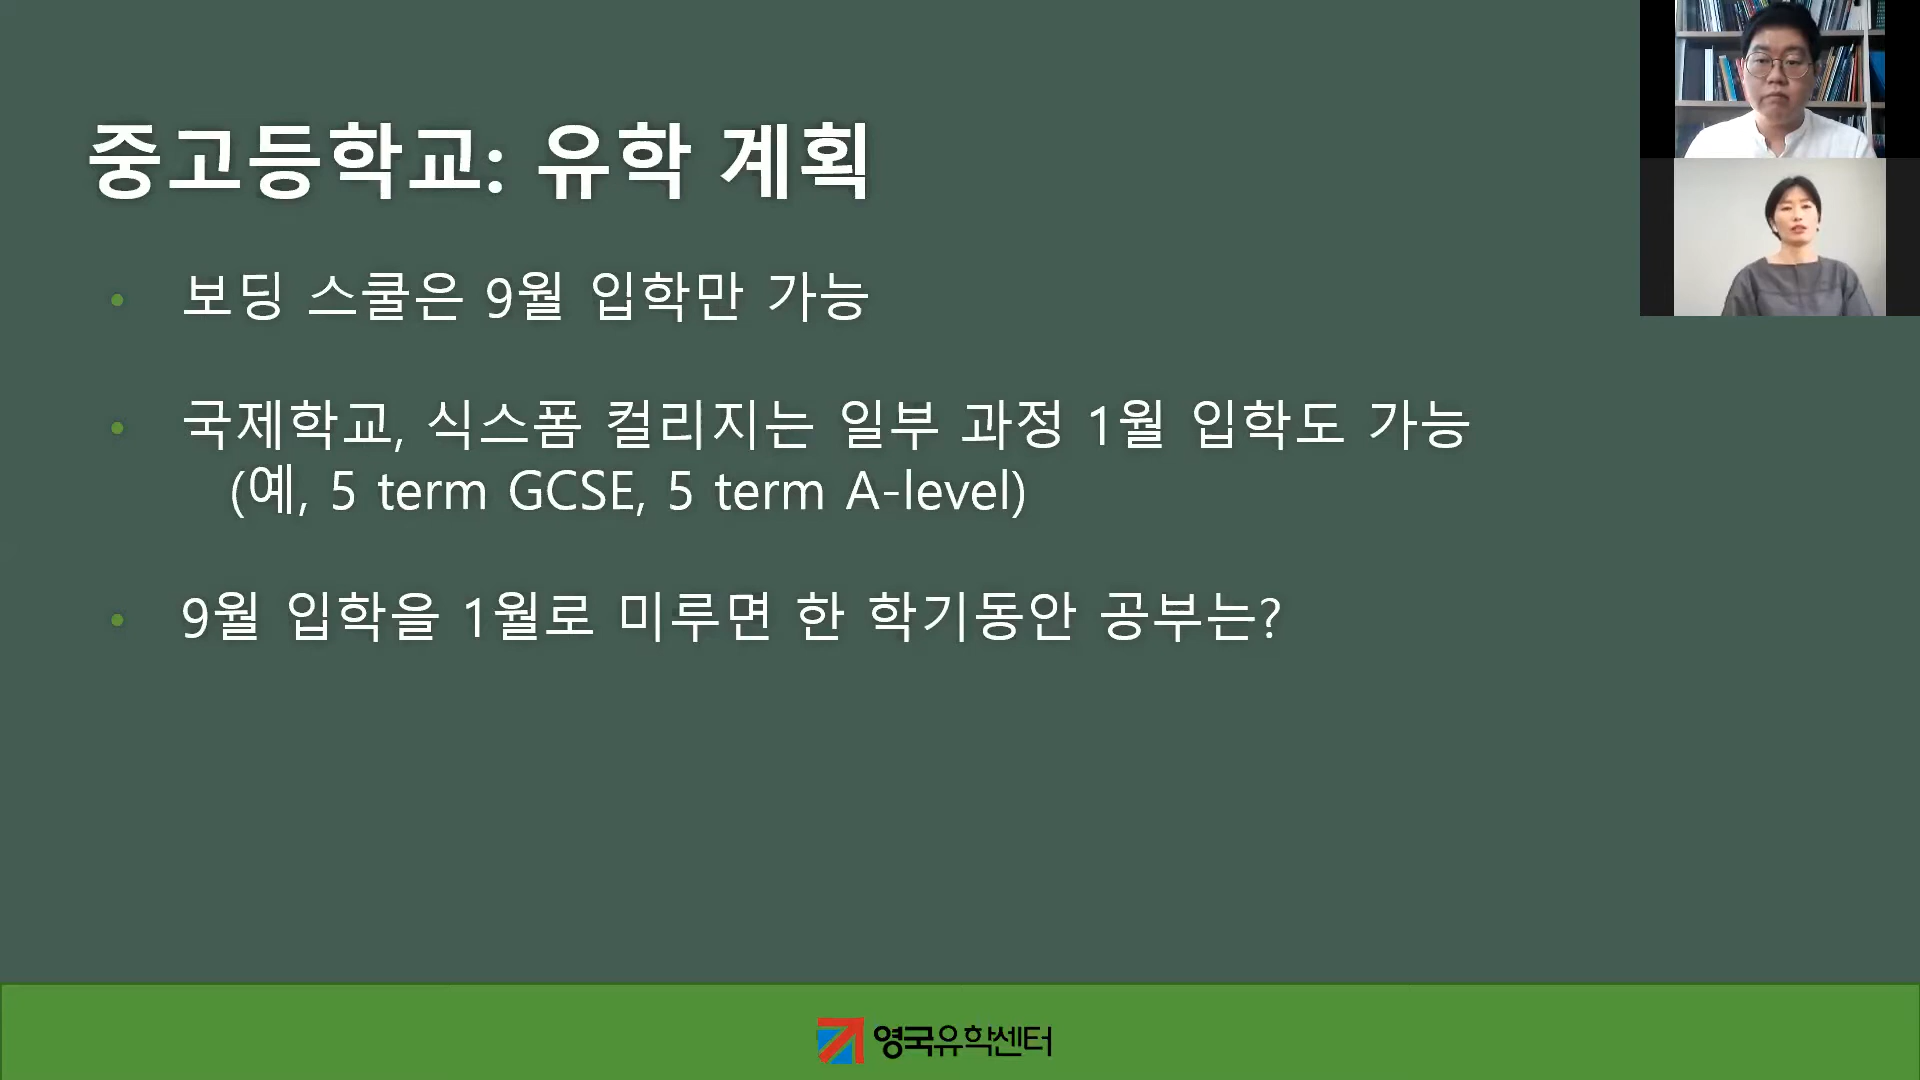 중고등학교: 유학 계획
• 보딩 스쿨은 9월 입학만 가능
• 국제학교, 식스폼 컬리지는 일부 과정 1월 입학도 가능
(예, 5 term GCSE, 5 term A-level)
• 9월 입학을 1월로 미루면 한 학기동안 공부는?
영국유학센터